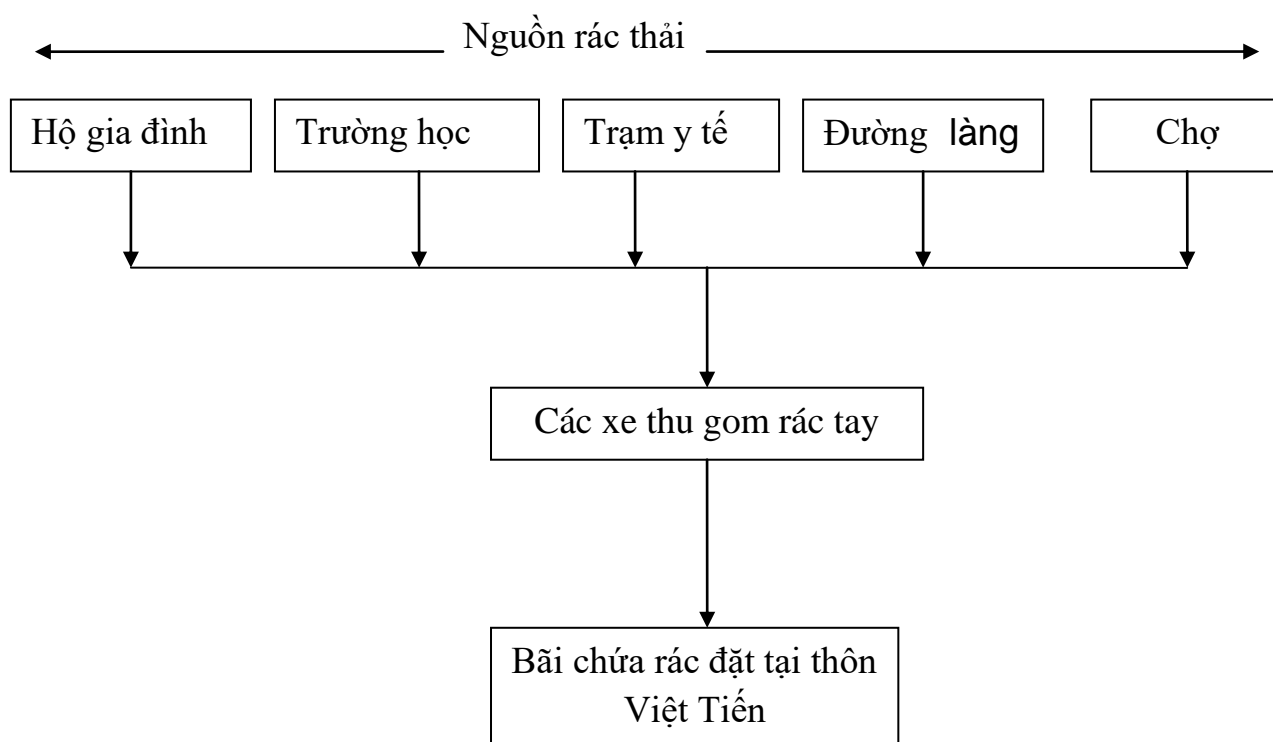 Nguồn rác thải
Hộ gia đình
Trường học
Trạm y tế
Đường làng
Chợ
Các xe thu gom rác tay
Bãi chứa rác đặt tại thôn
Việt Tiến